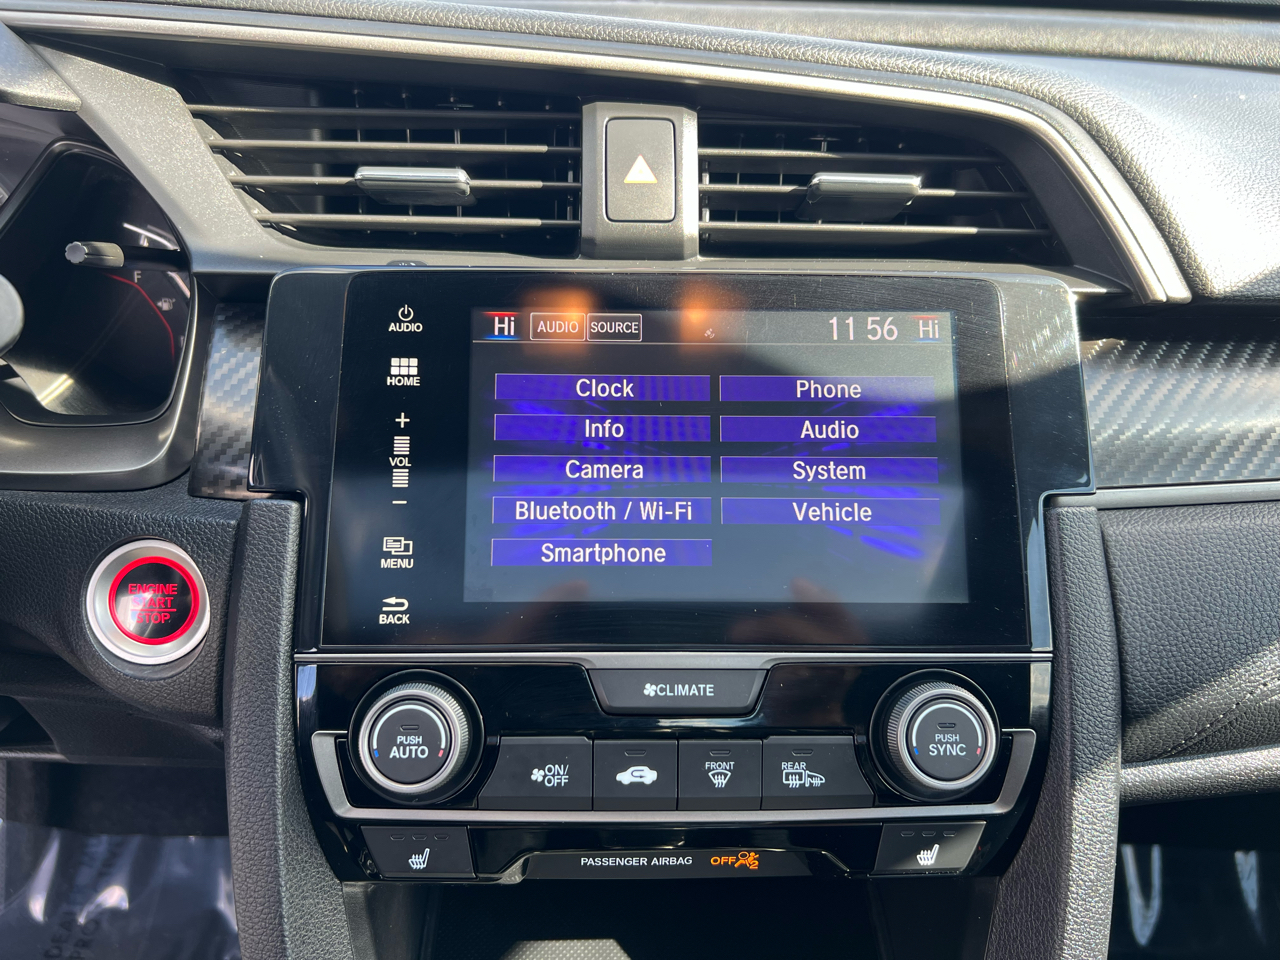 F
AUDIO
HOME
+
VOL
−
MENU
BACK
Hi AUDIO SOURCE 11 56 Hi
Clock Phone
Info Audio
Camera System
Bluetooth / Wi-Fi Vehicle
Smartphone
ENGINE
START
STOP
CLIMATE
PUSH
AUTO
ON/
OFF
FRONT
REAR
PUSH
SYNC
PASSENGER AIRBAG OFF 2